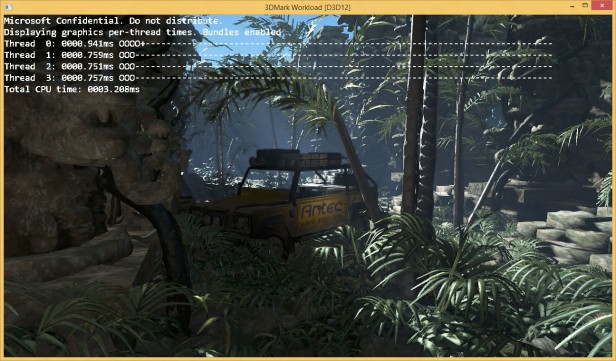 3DMark Workload [D3D12]
Microsoft Confidential. Do not distribute.
Displaying graphics per-thread times. Bundles enabled
Thread  0: 0000.941ms OOOO+
Thread  1: 0000.759ms OOO
Thread  2: 0000.751ms OOO
Thread  3: 0000.757ms OOO
Total CPU time: 0003.208ms
Antec